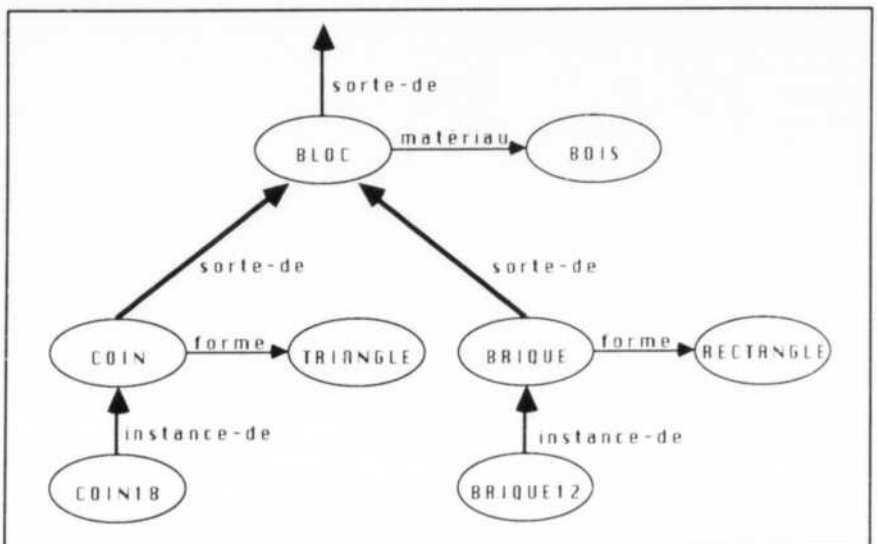 sorte-de
BLOC matériau BOIS
sorte-de sorte-de
COIN forme TRIANGLE BRIQUE forme RECTANGLE
instance-de instance-de
COIN18 BRIQUE12